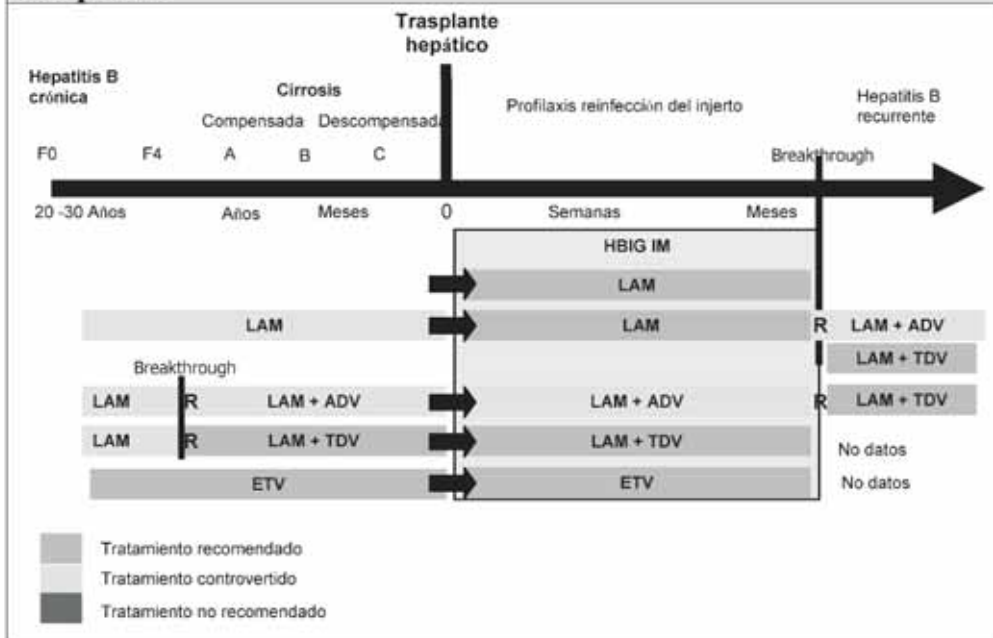 Trasplante
hepático
Hepatitis B
crónica
Cirrosis
Compensada Descompensada
Profilaxis reinfección del injerto
Hepatitis B
recurrente
F0 F4 A B C
Breakthrough
20 -30 Años Años Meses 0 Semanas Meses
HBIG IM
LAM
LAM LAM R LAM + ADV
LAM + TDV
Breakthrough
LAM R LAM + ADV LAM + ADV R LAM + TDV
LAM R LAM + TDV LAM + TDV No datos
ETV ETV No datos
Tratamiento recomendado
Tratamiento controvertido
Tratamiento no recomendado